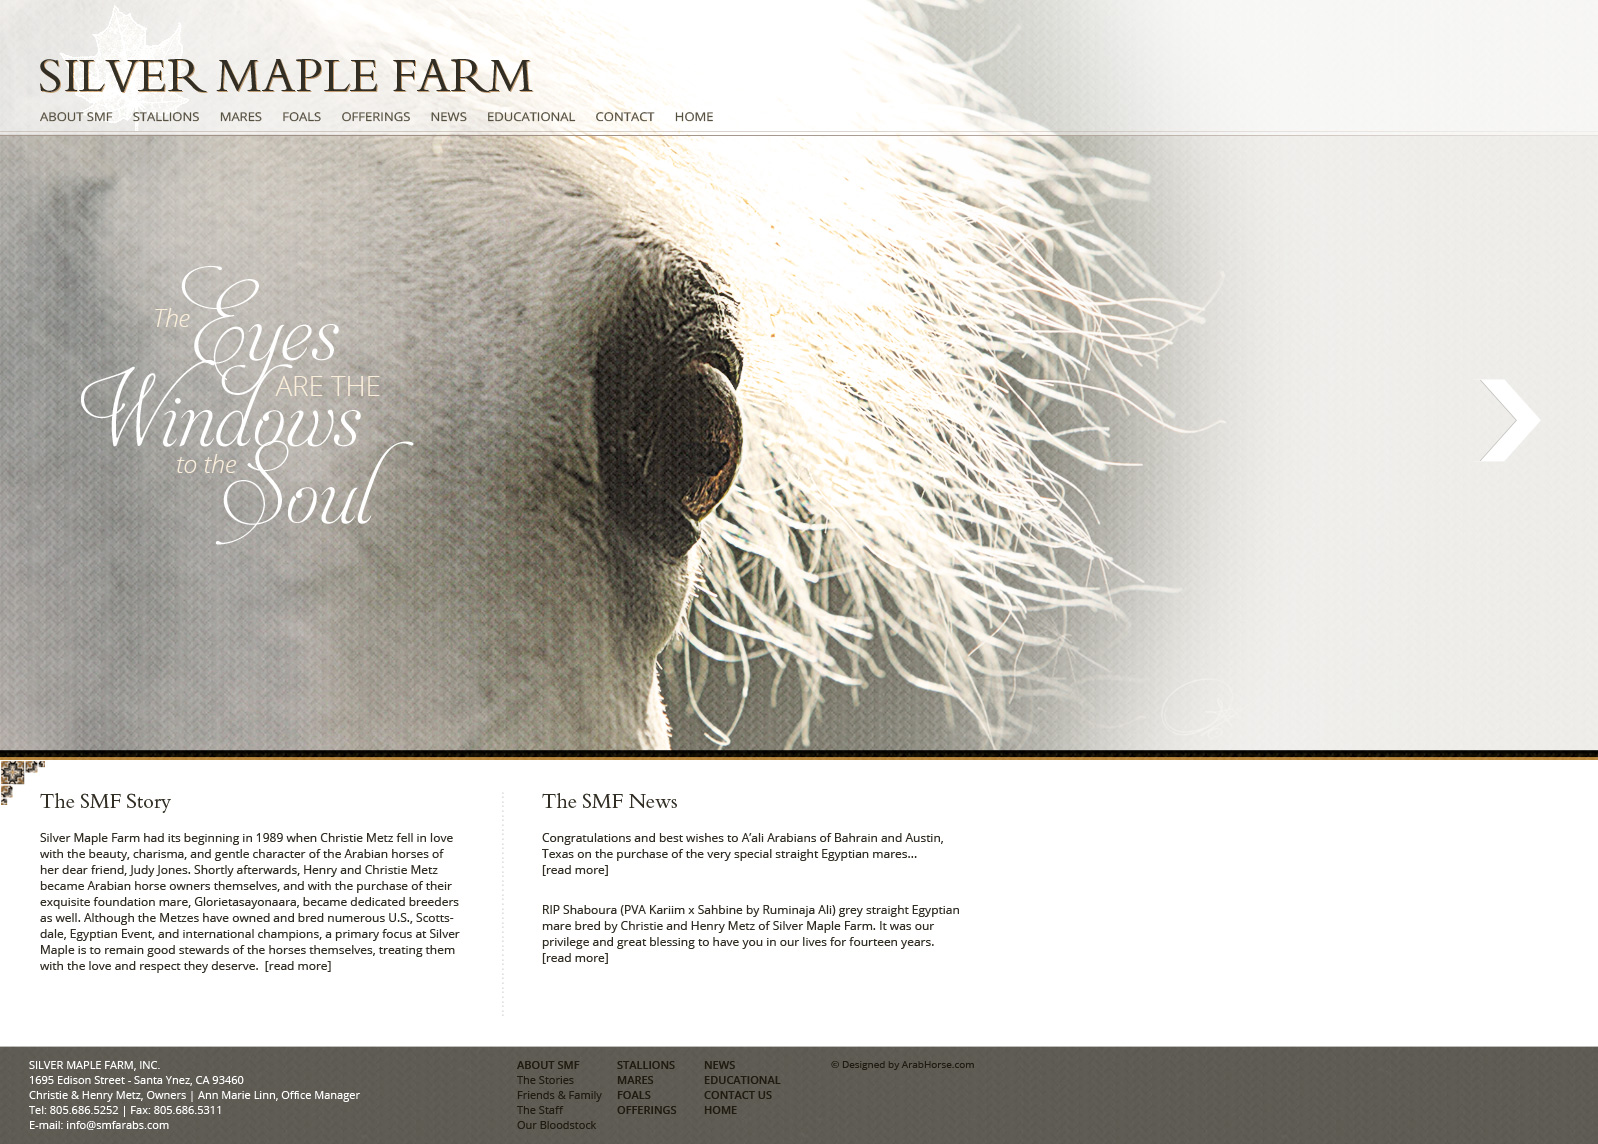 SILVER MAPLE FARM
ABOUT SMF STALLIONS MARES FOALS OFFERINGS NEWS EDUCATIONAL CONTACT HOME
The Eyes
ARE THE
Windows
to the
Soul
The SMF Story
Silver Maple Farm had its beginning in 1989 when Christie Metz fell in love
with the beauty, charisma, and gentle character of the Arabian horses of
her dear friend, Judy Jones. Shortly afterwards, Henry and Christie Metz
became Arabian horse owners themselves, and with the purchase of their
exquisite foundation mare, Glorietasayonaara, became dedicated breeders
as well. Although the Metzes have owned and bred numerous U.S., Scotts-
dale, Egyptian Event, and international champions, a primary focus at Silver
Maple is to remain good stewards of the horses themselves, treating them
with the love and respect they deserve. [read more]
The SMF News
Congratulations and best wishes to A’ali Arabians of Bahrain and Austin,
Texas on the purchase of the very special straight Egyptian mares...
[read more]
RIP Shaboura (PVA Kariim x Sahbine by Ruminaja Ali) grey straight Egyptian
mare bred by Christie and Henry Metz of Silver Maple Farm. It was our
privilege and great blessing to have you in our lives for fourteen years.
[read more]
SILVER MAPLE FARM, INC.
1695 Edison Street - Santa Ynez, CA 93460
Christie & Henry Metz, Owners | Ann Marie Linn, Office Manager
Tel: 805.686.5252 | Fax: 805.686.5311
E-mail: info@smfarabs.com
ABOUT SMF
The Stories
Friends & Family
The Staff
Our Bloodstock
STALLIONS
MARES
FOALS
OFFERINGS
NEWS
EDUCATIONAL
CONTACT US
HOME
© Designed by ArabHorse.com